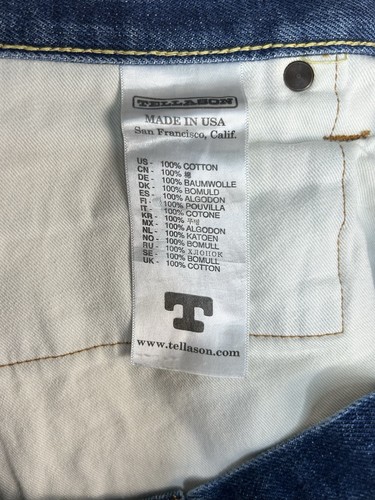 TELLASON
MADE IN USA
San Francisco, Calif.
US - 100% COTTON
CN - 100% 棉
DE - 100% BAUMWOLLE
DK - 100% BOMULD
ES - 100% ALGODON
FI - 100% POUVILLA
IT - 100% COTONE
KR - 100%
MX - 100% ALGODON
NL - 100% KATOEN
NO - 100% BOMULL
RU - 100% ХЛОПОК
SE - 100% BOMULL
UK - 100% COTTON
T
www.tellason.com